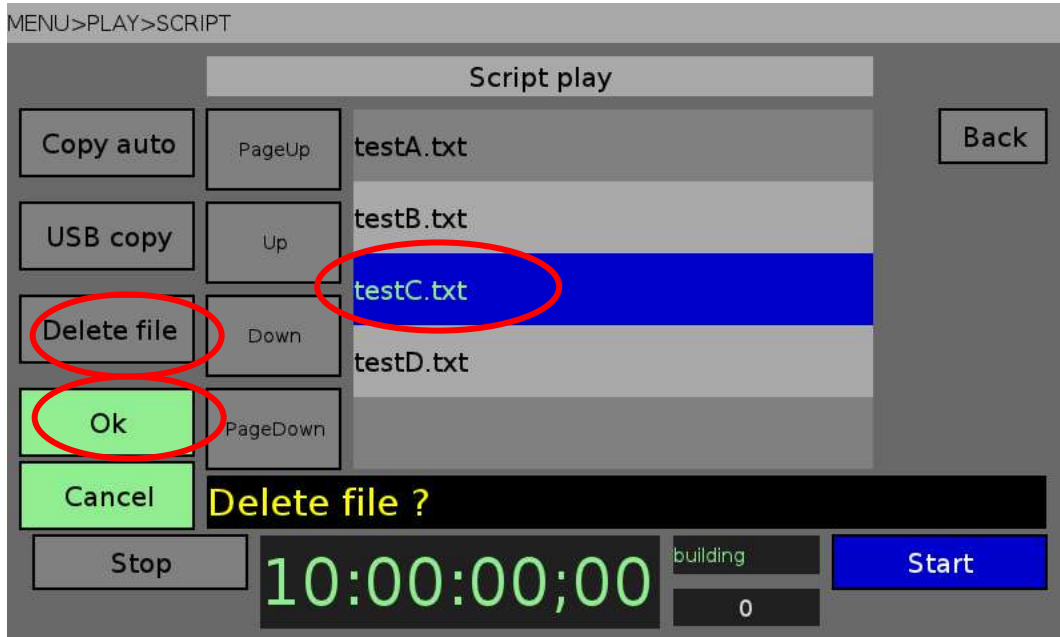 MENU>PLAY>SCRIPT
Script play
Copy auto
PageUp
testA.txt
Back
USB copy
Up
testB.txt
testC.txt
Delete file
Down
testD.txt
Ok
PageDown
Cancel
Delete file ?
Stop
10:00:00;00
building
0
Start